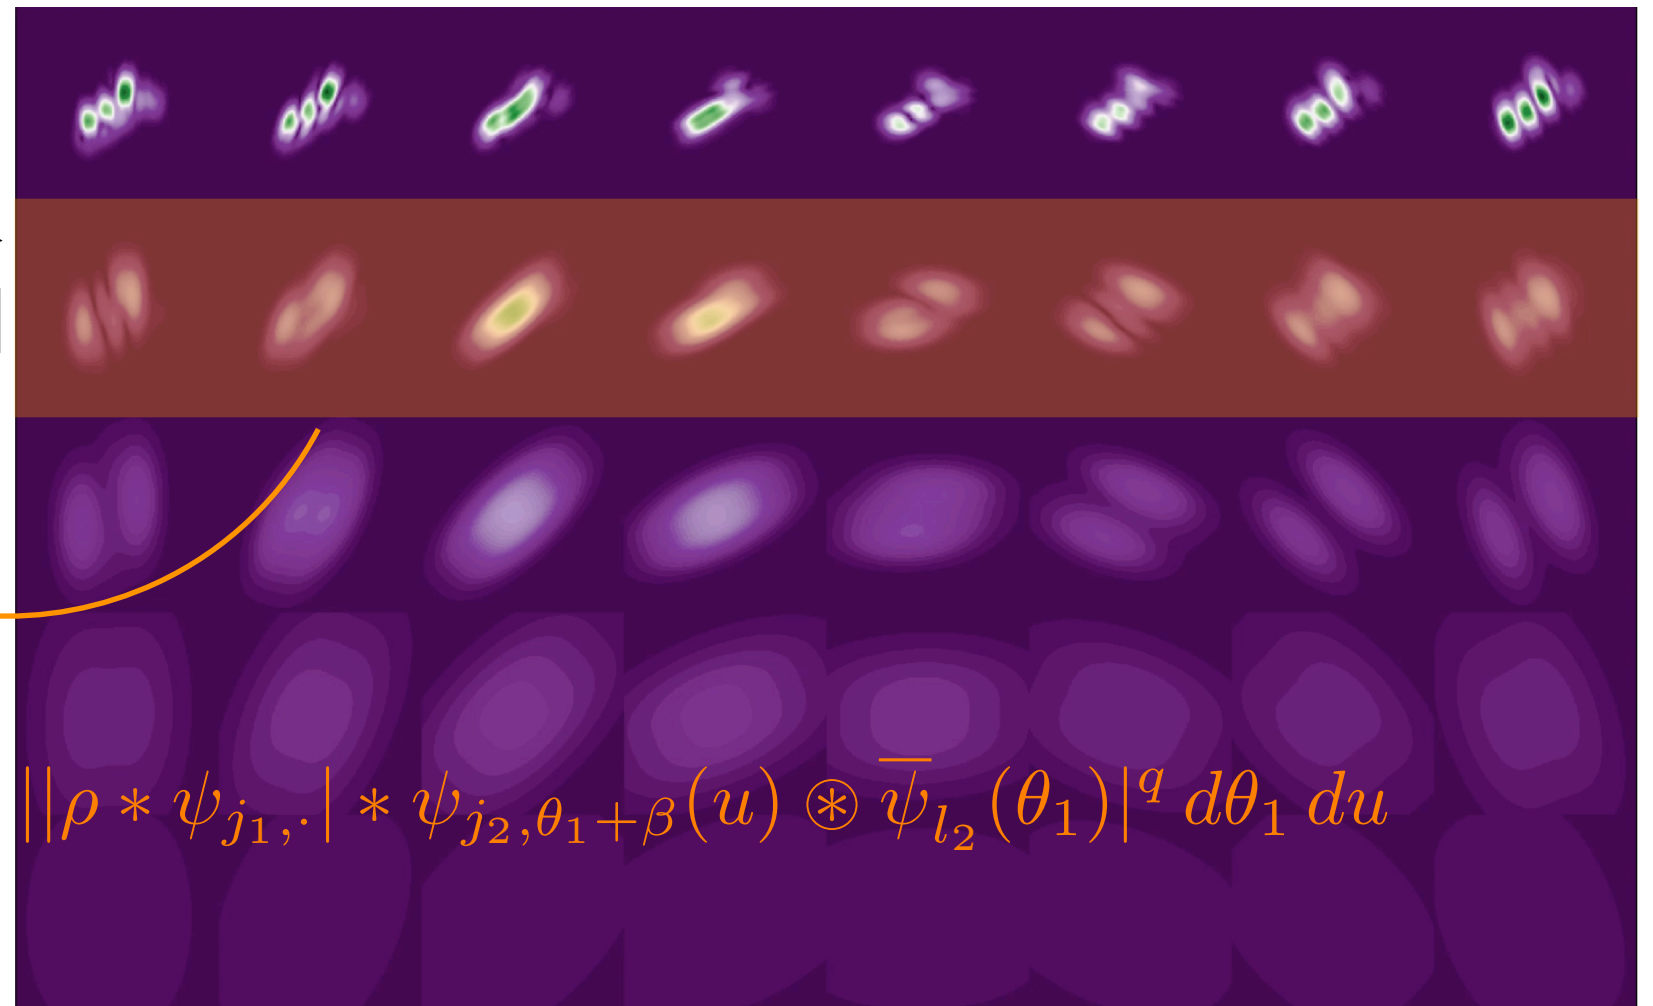 ||ρ ∗ ψ_{j_1,·}| ∗ ψ_{j_2,θ_1+β}(u) ⊛ \overline{ψ}_{l_2}(θ_1)|^q dθ_1 du